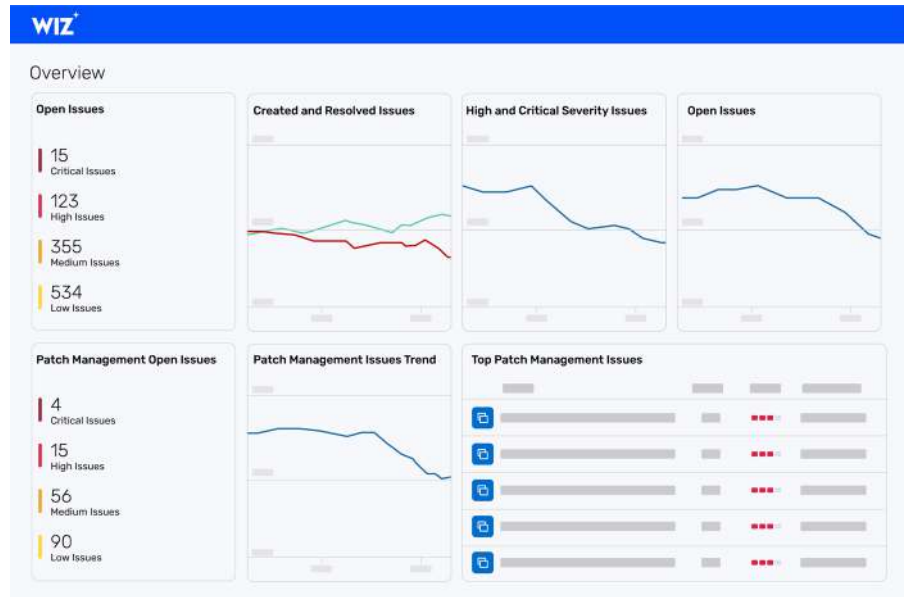 WIZ
Overview
Open Issues
15
Critical Issues
123
High Issues
355
Medium Issues
534
Low Issues
Created and Resolved Issues
High and Critical Severity Issues
Open Issues
Patch Management Open Issues
4
Critical Issues
15
High Issues
56
Medium Issues
90
Low Issues
Patch Management Issues Trend
Top Patch Management Issues